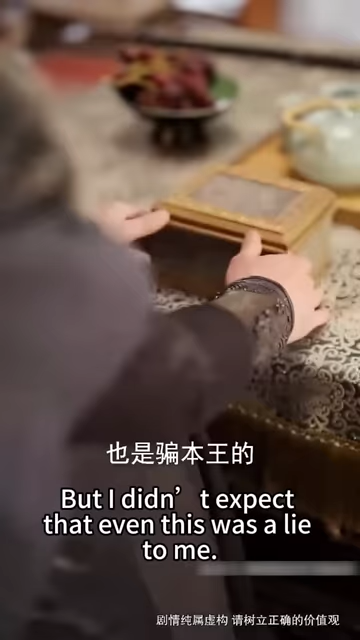 也是骗本王的
But I didn’t expect
that even this was a lie
to me.
剧情纯属虚构 请树立正确的价值观